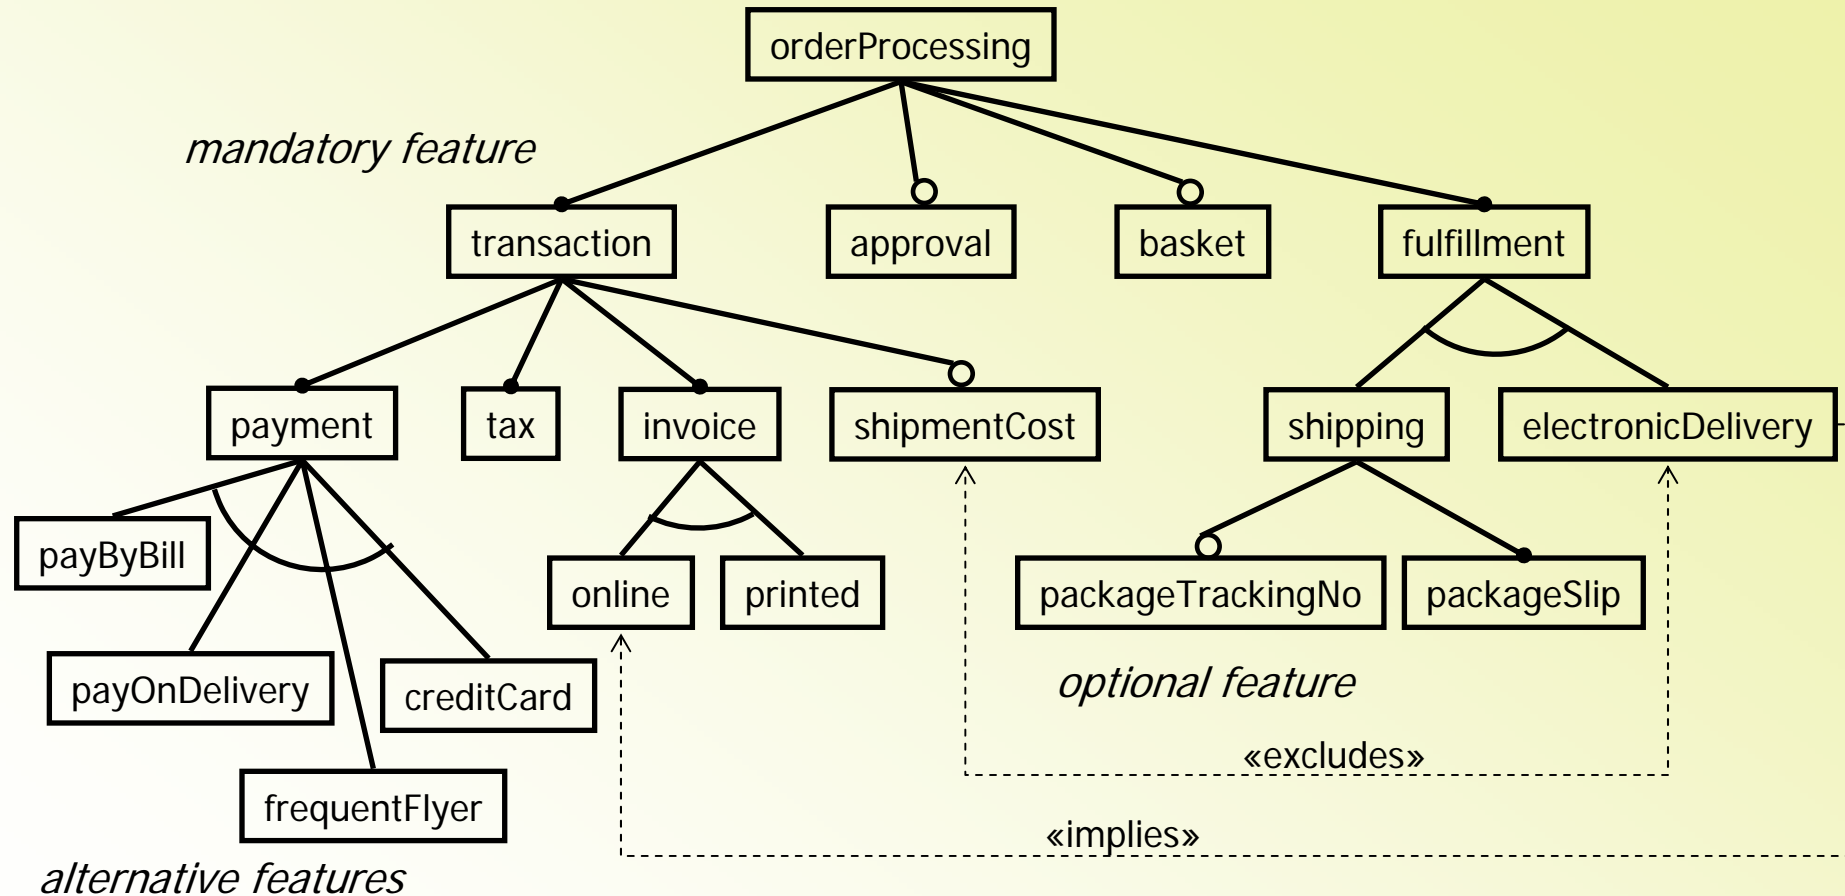 orderProcessing
mandatory feature
transaction
approval
basket
fulfillment
payment
tax
invoice
shipmentCost
shipping
electronicDelivery
payByBill
online
printed
packageTrackingNo
packageSlip
payOnDelivery
creditCard
optional feature
«excludes»
frequentFlyer
«implies»
alternative features